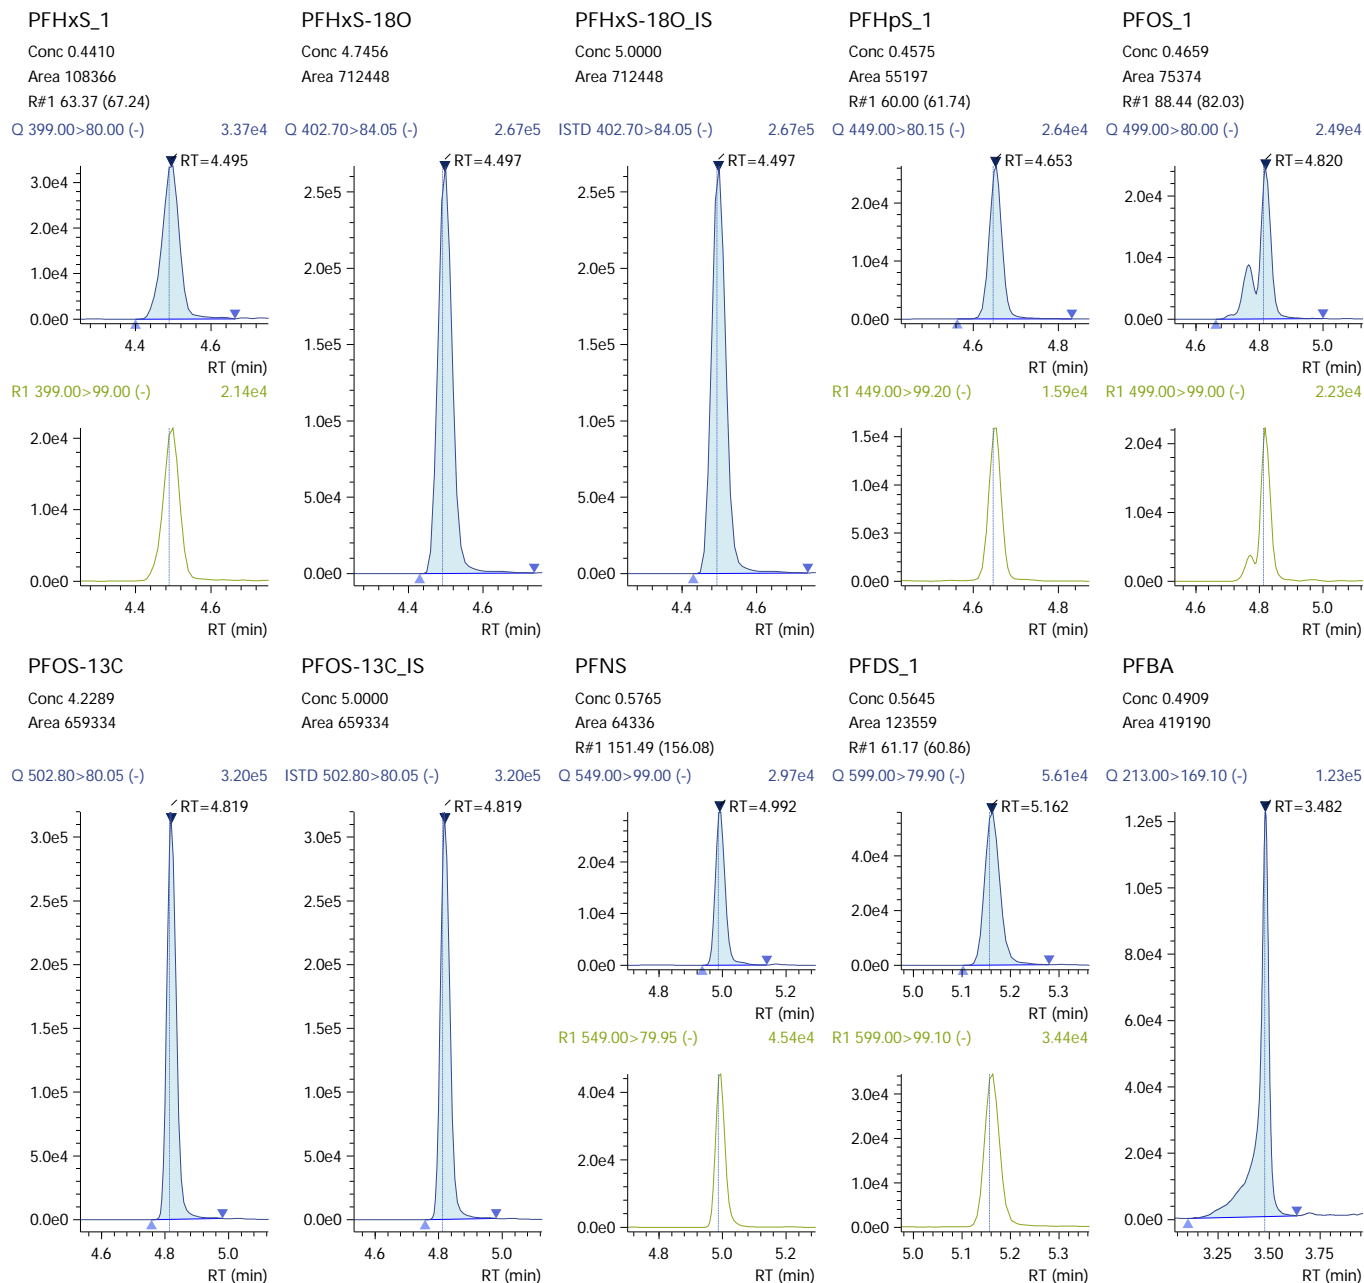 PFHxS_1
Conc 0.4410
Area 108366
R#1 63.37 (67.24)
Q 399.00>80.00 (-) 3.37e4
RT=4.495
3.0e4
2.0e4
1.0e4
0.0e0
4.4 4.6
RT (min)
R1 399.00>99.00 (-) 2.14e4
2.0e4
1.0e4
0.0e0
4.4 4.6
RT (min)
PFHxS-18O
Conc 4.7456
Area 712448
Q 402.70>84.05 (-) 2.67e5
RT=4.497
2.5e5
2.0e5
1.5e5
1.0e5
5.0e4
0.0e0
4.4 4.6
RT (min)
PFHxS-18O_IS
Conc 5.0000
Area 712448
ISTD 402.70>84.05 (-) 2.67e5
RT=4.497
2.5e5
2.0e5
1.5e5
1.0e5
5.0e4
0.0e0
4.4 4.6
RT (min)
PFHpS_1
Conc 0.4575
Area 55197
R#1 60.00 (61.74)
Q 449.00>80.15 (-) 2.64e4
RT=4.653
2.0e4
1.0e4
0.0e0
4.6 4.8
RT (min)
R1 449.00>99.20 (-) 1.59e4
1.5e4
1.0e4
5.0e3
0.0e0
4.6 4.8
RT (min)
PFOS_1
Conc 0.4659
Area 75374
R#1 88.44 (82.03)
Q 499.00>80.00 (-) 2.49e4
RT=4.820
2.0e4
1.0e4
0.0e0
4.6 4.8 5.0
RT (min)
R1 499.00>99.00 (-) 2.23e4
2.0e4
1.0e4
0.0e0
4.6 4.8 5.0
RT (min)
PFOS-13C
Conc 4.2289
Area 659334
Q 502.80>80.05 (-) 3.20e5
RT=4.819
3.0e5
2.5e5
2.0e5
1.5e5
1.0e5
5.0e4
0.0e0
4.6 4.8 5.0
RT (min)
PFOS-13C_IS
Conc 5.0000
Area 659334
ISTD 502.80>80.05 (-) 3.20e5
RT=4.819
3.0e5
2.5e5
2.0e5
1.5e5
1.0e5
5.0e4
0.0e0
4.6 4.8 5.0
RT (min)
PFNS
Conc 0.5765
Area 64336
R#1 151.49 (156.08)
Q 549.00>99.00 (-) 2.97e4
RT=4.992
2.0e4
1.0e4
0.0e0
4.8 5.0 5.2
RT (min)
R1 549.00>79.95 (-) 4.54e4
4.0e4
2.0e4
0.0e0
4.8 5.0 5.2
RT (min)
PFDS_1
Conc 0.5645
Area 123559
R#1 61.17 (60.86)
Q 599.00>79.90 (-) 5.61e4
RT=5.162
4.0e4
2.0e4
0.0e0
5.0 5.1 5.2 5.3
RT (min)
R1 599.00>99.10 (-) 3.44e4
3.0e4
2.0e4
1.0e4
0.0e0
5.0 5.1 5.2 5.3
RT (min)
PFBA
Conc 0.4909
Area 419190
Q 213.00>169.10 (-) 1.23e5
RT=3.482
1.2e5
1.0e5
8.0e4
6.0e4
4.0e4
2.0e4
0.0e0
3.25 3.50 3.75
RT (min)